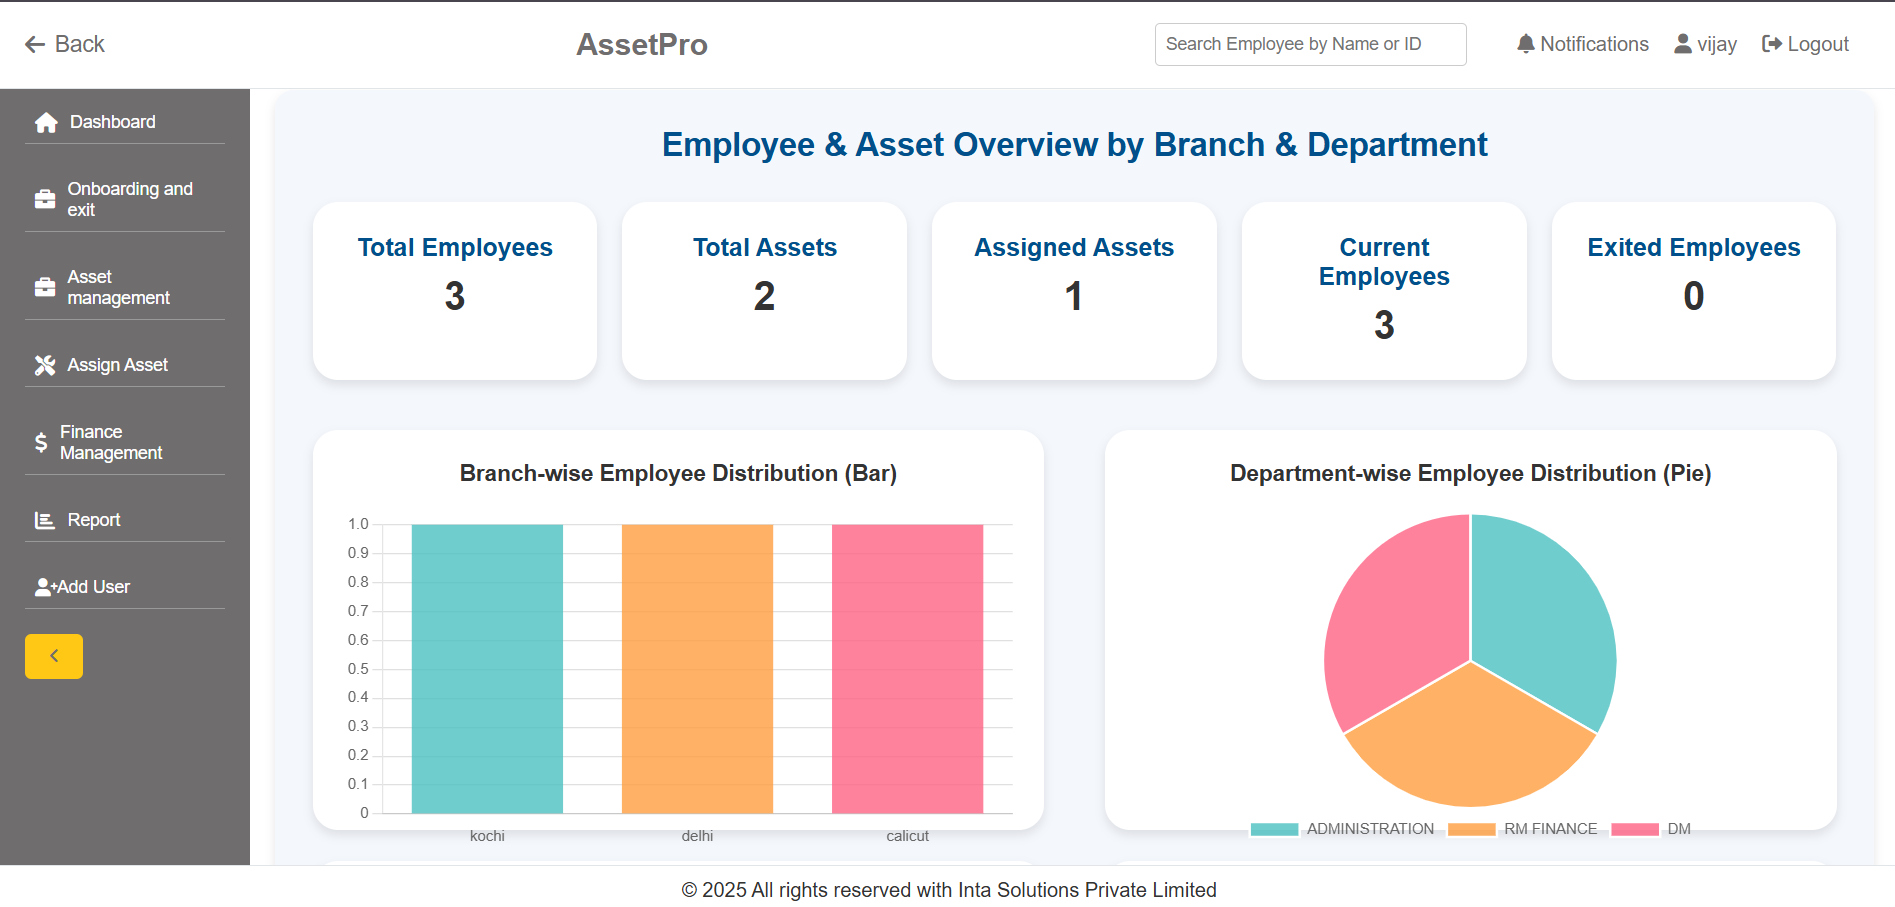 Back
AssetPro
Search Employee by Name or ID
Notifications
vijay
Logout
Dashboard
Onboarding and
exit
Asset
management
Assign Asset
Finance
Management
Report
Add User
Employee & Asset Overview by Branch & Department
Total Employees
3
Total Assets
2
Assigned Assets
1
Current
Employees
3
Exited Employees
0
Branch-wise Employee Distribution (Bar)
1.0
0.9
0.8
0.7
0.6
0.5
0.4
0.3
0.2
0.1
0
kochi
delhi
calicut
Department-wise Employee Distribution (Pie)
ADMINISTRATION
RM FINANCE
DM
© 2025 All rights reserved with Inta Solutions Private Limited